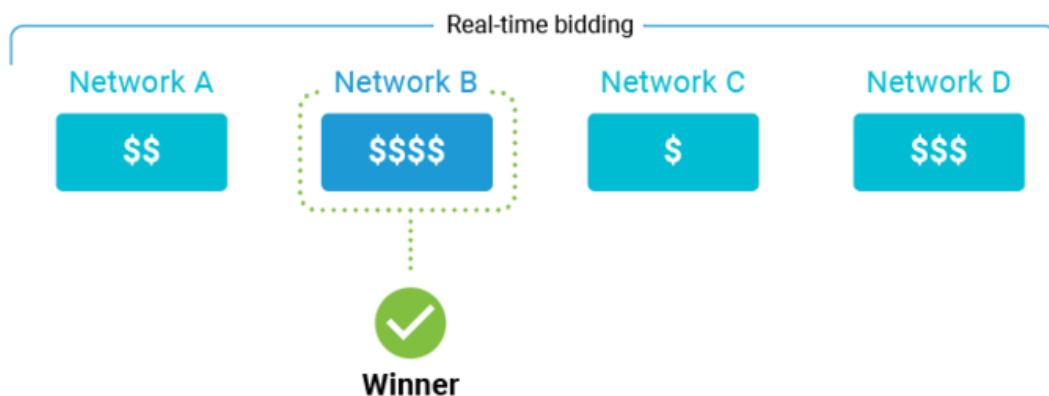 Real-time bidding
Network A Network B Network C Network D
$$ $$$$ $ $$$
Winner